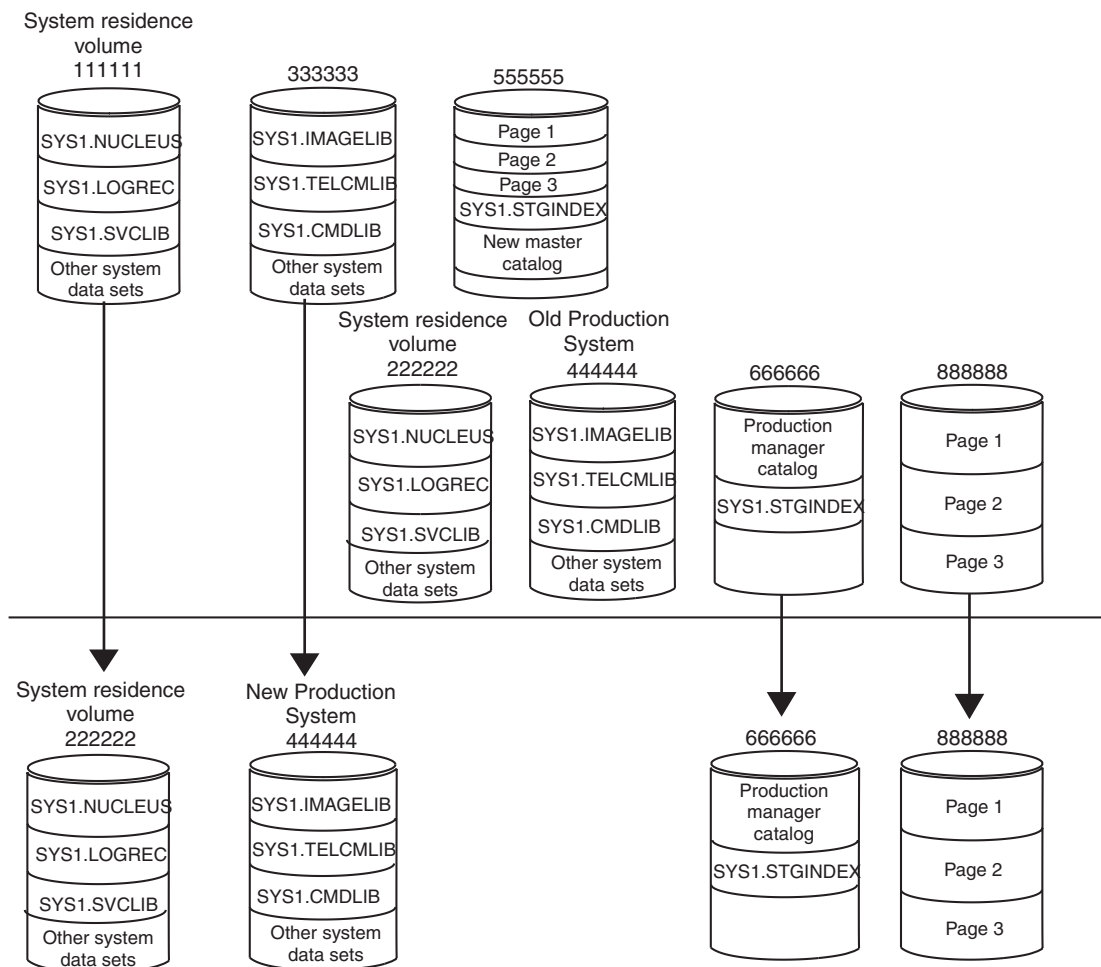 System residence
volume
111111
SYS1.NUCLEUS
SYS1.LOGREC
SYS1.SVCLIB
Other system
data sets
333333
SYS1.IMAGELIB
SYS1.TELCMLIB
SYS1.CMDLIB
Other system
data sets
555555
Page 1
Page 2
Page 3
SYS1.STGINDEX
New master
catalog
System residence
volume
222222
SYS1.NUCLEUS
SYS1.LOGREC
SYS1.SVCLIB
Other system
data sets
Old Production
System
444444
SYS1.IMAGELIB
SYS1.TELCMLIB
SYS1.CMDLIB
Other system
data sets
666666
Production
manager
catalog
SYS1.STGINDEX
888888
Page 1
Page 2
Page 3
System residence
volume
222222
SYS1.NUCLEUS
SYS1.LOGREC
SYS1.SVCLIB
Other system
data sets
New Production
System
444444
SYS1.IMAGELIB
SYS1.TELCMLIB
SYS1.CMDLIB
Other system
data sets
666666
Production
manager
catalog
SYS1.STGINDEX
888888
Page 1
Page 2
Page 3